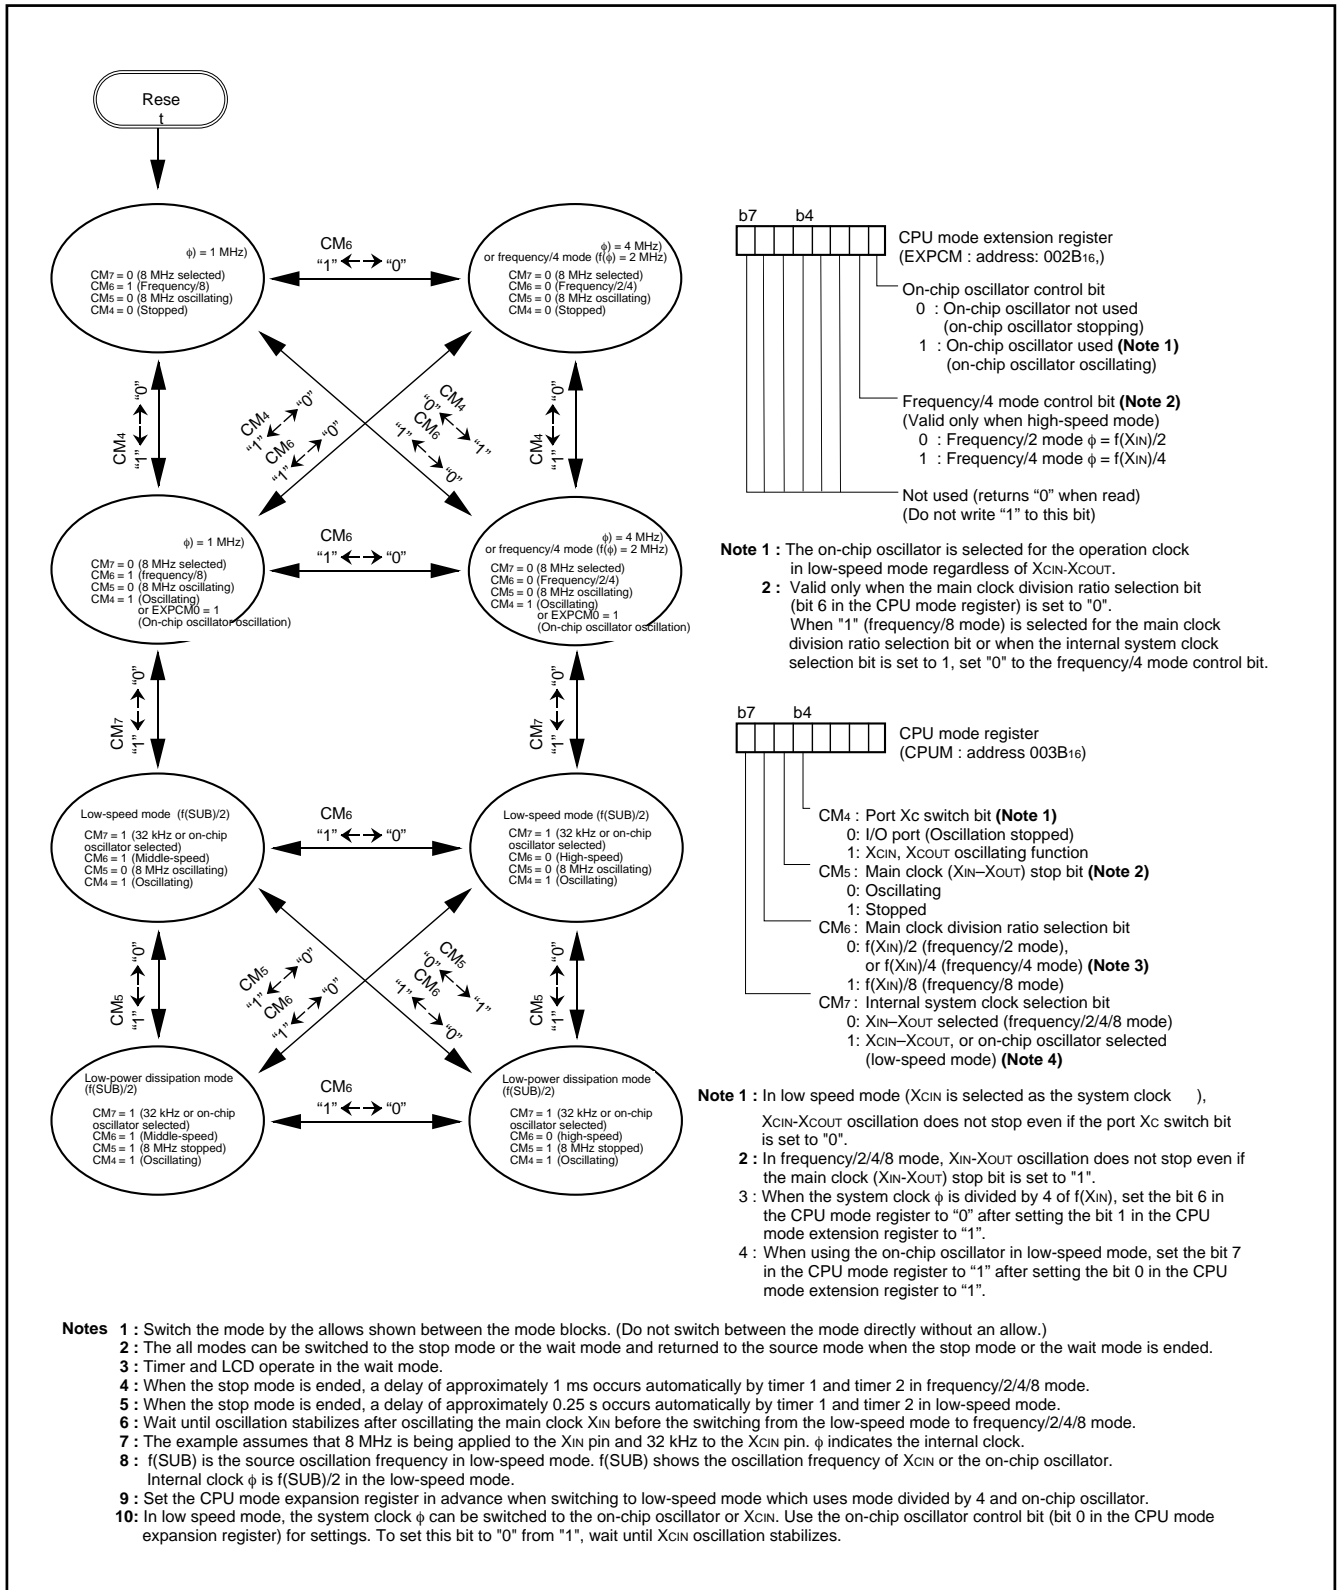 Rese
t
φ) = 1 MHz)
CM7 = 0 (8 MHz selected)
CM6 = 1 (Frequency/8)
CM5 = 0 (8 MHz oscillating)
CM4 = 0 (Stopped)
CM6
“1” ←→ “0”
φ) = 4 MHz)
or frequency/4 mode (f(φ) = 2 MHz)
CM7 = 0 (8 MHz selected)
CM6 = 0 (Frequency/2/4)
CM5 = 0 (8 MHz oscillating)
CM4 = 0 (Stopped)
CM4
“1” ←→ “0”
CM4
“1” ←→ “0”
CM6
“1” ←→ “0”
CM4
“0” ←→ “1”
CM6
“1” ←→ “0”
CM4
“1” ←→ “0”
φ) = 1 MHz)
CM7 = 0 (8 MHz selected)
CM6 = 1 (frequency/8)
CM5 = 0 (8 MHz oscillating)
CM4 = 1 (Oscillating)
or EXPCM0 = 1
(On-chip oscillator oscillation)
CM6
“1” ←→ “0”
φ) = 4 MHz)
or frequency/4 mode (f(φ) = 2 MHz)
CM7 = 0 (8 MHz selected)
CM6 = 0 (Frequency/2/4)
CM5 = 0 (8 MHz oscillating)
CM4 = 1 (Oscillating)
or EXPCM0 = 1
(On-chip oscillator oscillation)
CM7
“1” ←→ “0”
CM7
“1” ←→ “0”
Low-speed mode (f(SUB)/2)
CM7 = 1 (32 kHz or on-chip
oscillator selected)
CM6 = 1 (Middle-speed)
CM5 = 0 (8 MHz oscillating)
CM4 = 1 (Oscillating)
CM6
“1” ←→ “0”
Low-speed mode (f(SUB)/2)
CM7 = 1 (32 kHz or on-chip
oscillator selected)
CM6 = 0 (High-speed)
CM5 = 0 (8 MHz oscillating)
CM4 = 1 (Oscillating)
CM5
“1” ←→ “0”
CM5
“1” ←→ “0”
CM6
“1” ←→ “0”
CM5
“0” ←→ “1”
CM6
“1” ←→ “0”
CM5
“1” ←→ “0”
Low-power dissipation mode
(f(SUB)/2)
CM7 = 1 (32 kHz or on-chip
oscillator selected)
CM6 = 1 (Middle-speed)
CM5 = 1 (8 MHz stopped)
CM4 = 1 (Oscillating)
CM6
“1” ←→ “0”
Low-power dissipation mode
(f(SUB)/2)
CM7 = 1 (32 kHz or on-chip
oscillator selected)
CM6 = 0 (high-speed)
CM5 = 1 (8 MHz stopped)
CM4 = 1 (Oscillating)
b7 b4
CPU mode extension register
(EXPCM : address: 002B16,)
On-chip oscillator control bit
0 : On-chip oscillator not used
(on-chip oscillator stopping)
1 : On-chip oscillator used (Note 1)
(on-chip oscillator oscillating)
Frequency/4 mode control bit (Note 2)
(Valid only when high-speed mode)
0 : Frequency/2 mode φ = f(XIN)/2
1 : Frequency/4 mode φ = f(XIN)/4
Not used (returns “0” when read)
(Do not write “1” to this bit)
Note 1 : The on-chip oscillator is selected for the operation clock
in low-speed mode regardless of XCIN-XCOUT.
2 : Valid only when the main clock division ratio selection bit
(bit 6 in the CPU mode register) is set to "0".
When "1" (frequency/8 mode) is selected for the main clock
division ratio selection bit or when the internal system clock
selection bit is set to 1, set "0" to the frequency/4 mode control bit.
b7 b4
CPU mode register
(CPUM : address 003B16)
CM4 : Port Xc switch bit (Note 1)
0: I/O port (Oscillation stopped)
1: XCIN, XCOUT oscillating function
CM5 : Main clock (XIN–XOUT) stop bit (Note 2)
0: Oscillating
1: Stopped
CM6 : Main clock division ratio selection bit
0: f(XIN)/2 (frequency/2 mode),
or f(XIN)/4 (frequency/4 mode) (Note 3)
1: f(XIN)/8 (frequency/8 mode)
CM7 : Internal system clock selection bit
0: XIN–XOUT selected (frequency/2/4/8 mode)
1: XCIN–XCOUT, or on-chip oscillator selected
(low-speed mode) (Note 4)
Note 1 : In low speed mode (XCIN is selected as the system clock ),
XCIN-XCOUT oscillation does not stop even if the port XC switch bit
is set to "0".
2 : In frequency/2/4/8 mode, XIN-XOUT oscillation does not stop even if
the main clock (XIN-XOUT) stop bit is set to "1".
3 : When the system clock φ is divided by 4 of f(XIN), set the bit 6 in
the CPU mode register to “0” after setting the bit 1 in the CPU
mode extension register to “1”.
4 : When using the on-chip oscillator in low-speed mode, set the bit 7
in the CPU mode register to “1” after setting the bit 0 in the CPU
mode extension register to “1”.
Notes 1 : Switch the mode by the allows shown between the mode blocks. (Do not switch between the mode directly without an allow.)
2 : The all modes can be switched to the stop mode or the wait mode and returned to the source mode when the stop mode or the wait mode is ended.
3 : Timer and LCD operate in the wait mode.
4 : When the stop mode is ended, a delay of approximately 1 ms occurs automatically by timer 1 and timer 2 in frequency/2/4/8 mode.
5 : When the stop mode is ended, a delay of approximately 0.25 s occurs automatically by timer 1 and timer 2 in low-speed mode.
6 : Wait until oscillation stabilizes after oscillating the main clock XIN before the switching from the low-speed mode to frequency/2/4/8 mode.
7 : The example assumes that 8 MHz is being applied to the XIN pin and 32 kHz to the XCIN pin. φ indicates the internal clock.
8 : f(SUB) is the source oscillation frequency in low-speed mode. f(SUB) shows the oscillation frequency of XCIN or the on-chip oscillator.
Internal clock φ is f(SUB)/2 in the low-speed mode.
9 : Set the CPU mode expansion register in advance when switching to low-speed mode which uses mode divided by 4 and on-chip oscillator.
10: In low speed mode, the system clock φ can be switched to the on-chip oscillator or XCIN. Use the on-chip oscillator control bit (bit 0 in the CPU mode
expansion register) for settings. To set this bit to "0" from "1", wait until XCIN oscillation stabilizes.